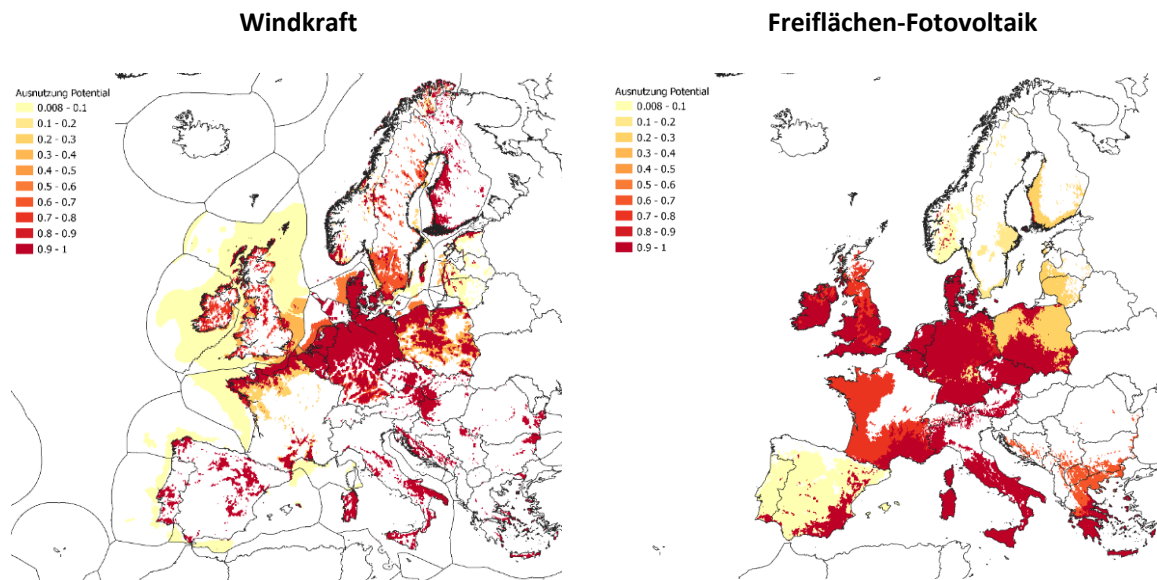 Windkraft
Freiflächen-Fotovoltaik
Ausnutzung Potential
0.008 - 0.1
0.1 - 0.2
0.2 - 0.3
0.3 - 0.4
0.4 - 0.5
0.5 - 0.6
0.6 - 0.7
0.7 - 0.8
0.8 - 0.9
0.9 - 1
Ausnutzung Potential
0.008 - 0.1
0.1 - 0.2
0.2 - 0.3
0.3 - 0.4
0.4 - 0.5
0.5 - 0.6
0.6 - 0.7
0.7 - 0.8
0.8 - 0.9
0.9 - 1